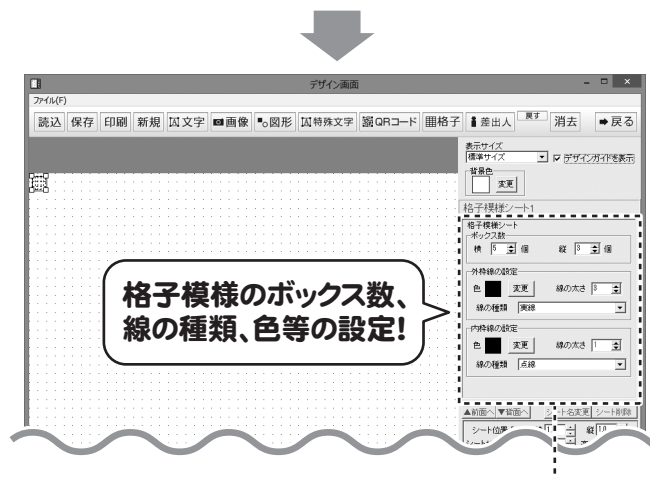 デザイン画面
ファイル(F)
読込 保存 印刷 新規 文字 画像 図形 特殊文字 QRコード 格子 差出人 戻す 消去 戻る
表示サイズ
標準サイズ デザインガイドを表示
背景色
変更
格子模様シート1
格子模様シート
ボックス数
横 5 個 縦 3 個
外枠線の設定
色 変更 線の太さ 3
線の種類 実線
内枠線の設定
色 変更 線の太さ 1
線の種類 点線
格子模様のボックス数、
線の種類、色等の設定!
▲前面へ ▼背面へ シート名変更 シート削除
シート位置